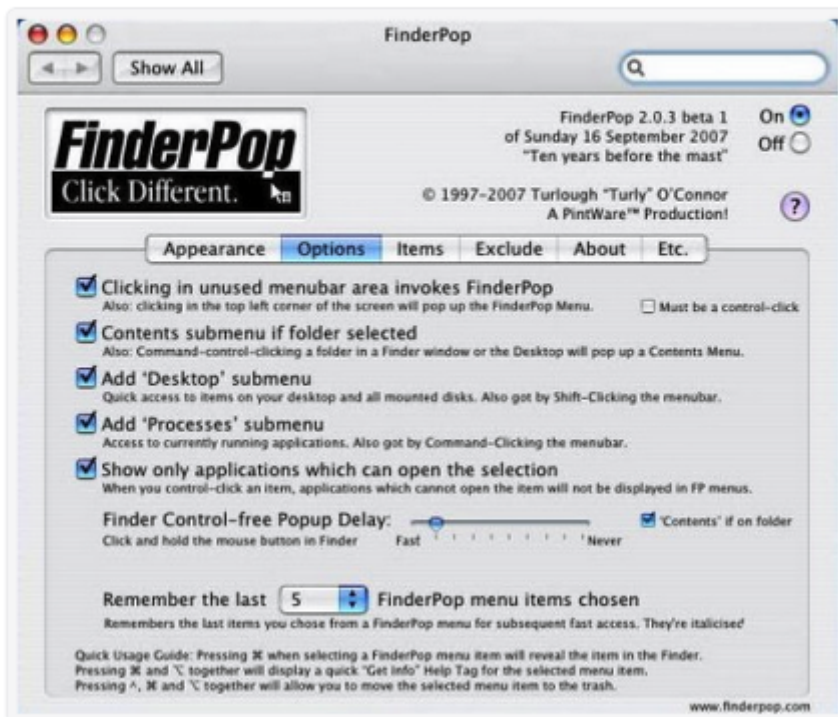 FinderPop
Show All
FinderPop
Click Different.
FinderPop 2.0.3 beta 1
of Sunday 16 September 2007
"Ten years before the mast"
On
Off
© 1997-2007 Turlough "Turly" O'Connor
A PintWare™ Production!
?
Appearance Options Items Exclude About Etc.
Clicking in unused menubar area invokes FinderPop
Also: clicking in the top left corner of the screen will pop up the FinderPop Menu. Must be a control-click
Contents submenu if folder selected
Also: Command-control-clicking a folder in a Finder window or the Desktop will pop up a Contents Menu.
Add 'Desktop' submenu
Quick access to items on your desktop and all mounted disks. Also got by Shift-Clicking the menubar.
Add 'Processes' submenu
Access to currently running applications. Also got by Command-Clicking the menubar.
Show only applications which can open the selection
When you control-click an item, applications which cannot open the item will not be displayed in FP menus.
Finder Control-free Popup Delay: 'Contents' if on folder
Click and hold the mouse button in Finder Fast Never
Remember the last 5 FinderPop menu items chosen
Remembers the last items you chose from a FinderPop menu for subsequent fast access. They're italicised
Quick Usage Guide: Pressing ⌘ when selecting a FinderPop menu item will reveal the item in the Finder.
Pressing ⌘ and ⌥ together will display a quick "Get Info" Help Tag for the selected menu item.
Pressing ^, ⌘ and ⌥ together will allow you to move the selected menu item to the trash.
www.finderpop.com